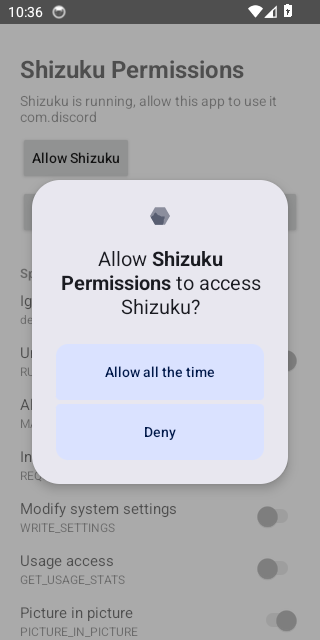 10:36
Shizuku Permissions
Shizuku is running, allow this app to use it
com.discord
Allow Shizuku
Allow Shizuku
Permissions to access
Shizuku?
Allow all the time
Deny
Modify system settings
WRITE_SETTINGS
Usage access
GET_USAGE_STATS
Picture in picture
PICTURE_IN_PICTURE